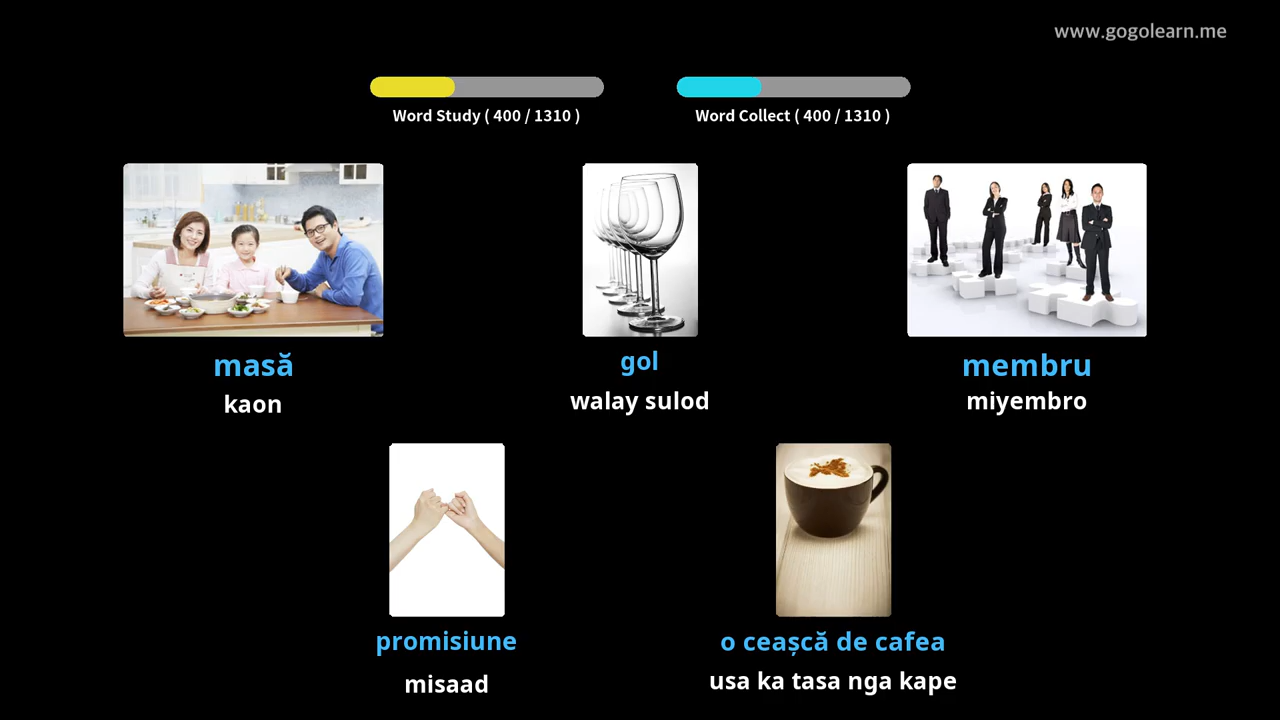 www.gogolearn.me
Word Study ( 400 / 1310 )
Word Collect ( 400 / 1310 )
masă
gol
membru
kaon
walay sulod
miyembro
promisiune
o ceașcă de cafea
misaad
usa ka tasa nga kape